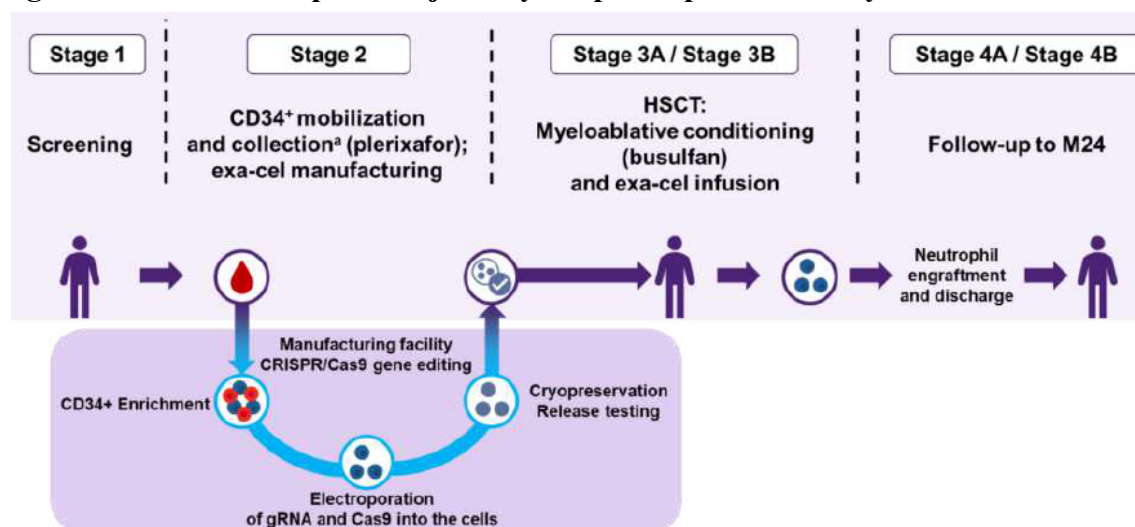 Stage 1
Stage 2
Stage 3A / Stage 3B
Stage 4A / Stage 4B
Screening
CD34⁺ mobilization
and collectionᵃ (plerixafor);
exa-cel manufacturing
HSCT:
Myeloablative conditioning
(busulfan)
and exa-cel infusion
Follow-up to M24
Neutrophil
engraftment
and discharge
Manufacturing facility
CRISPR/Cas9 gene editing
CD34+ Enrichment
Cryopreservation
Release testing
Electroporation
of gRNA and Cas9 into the cells